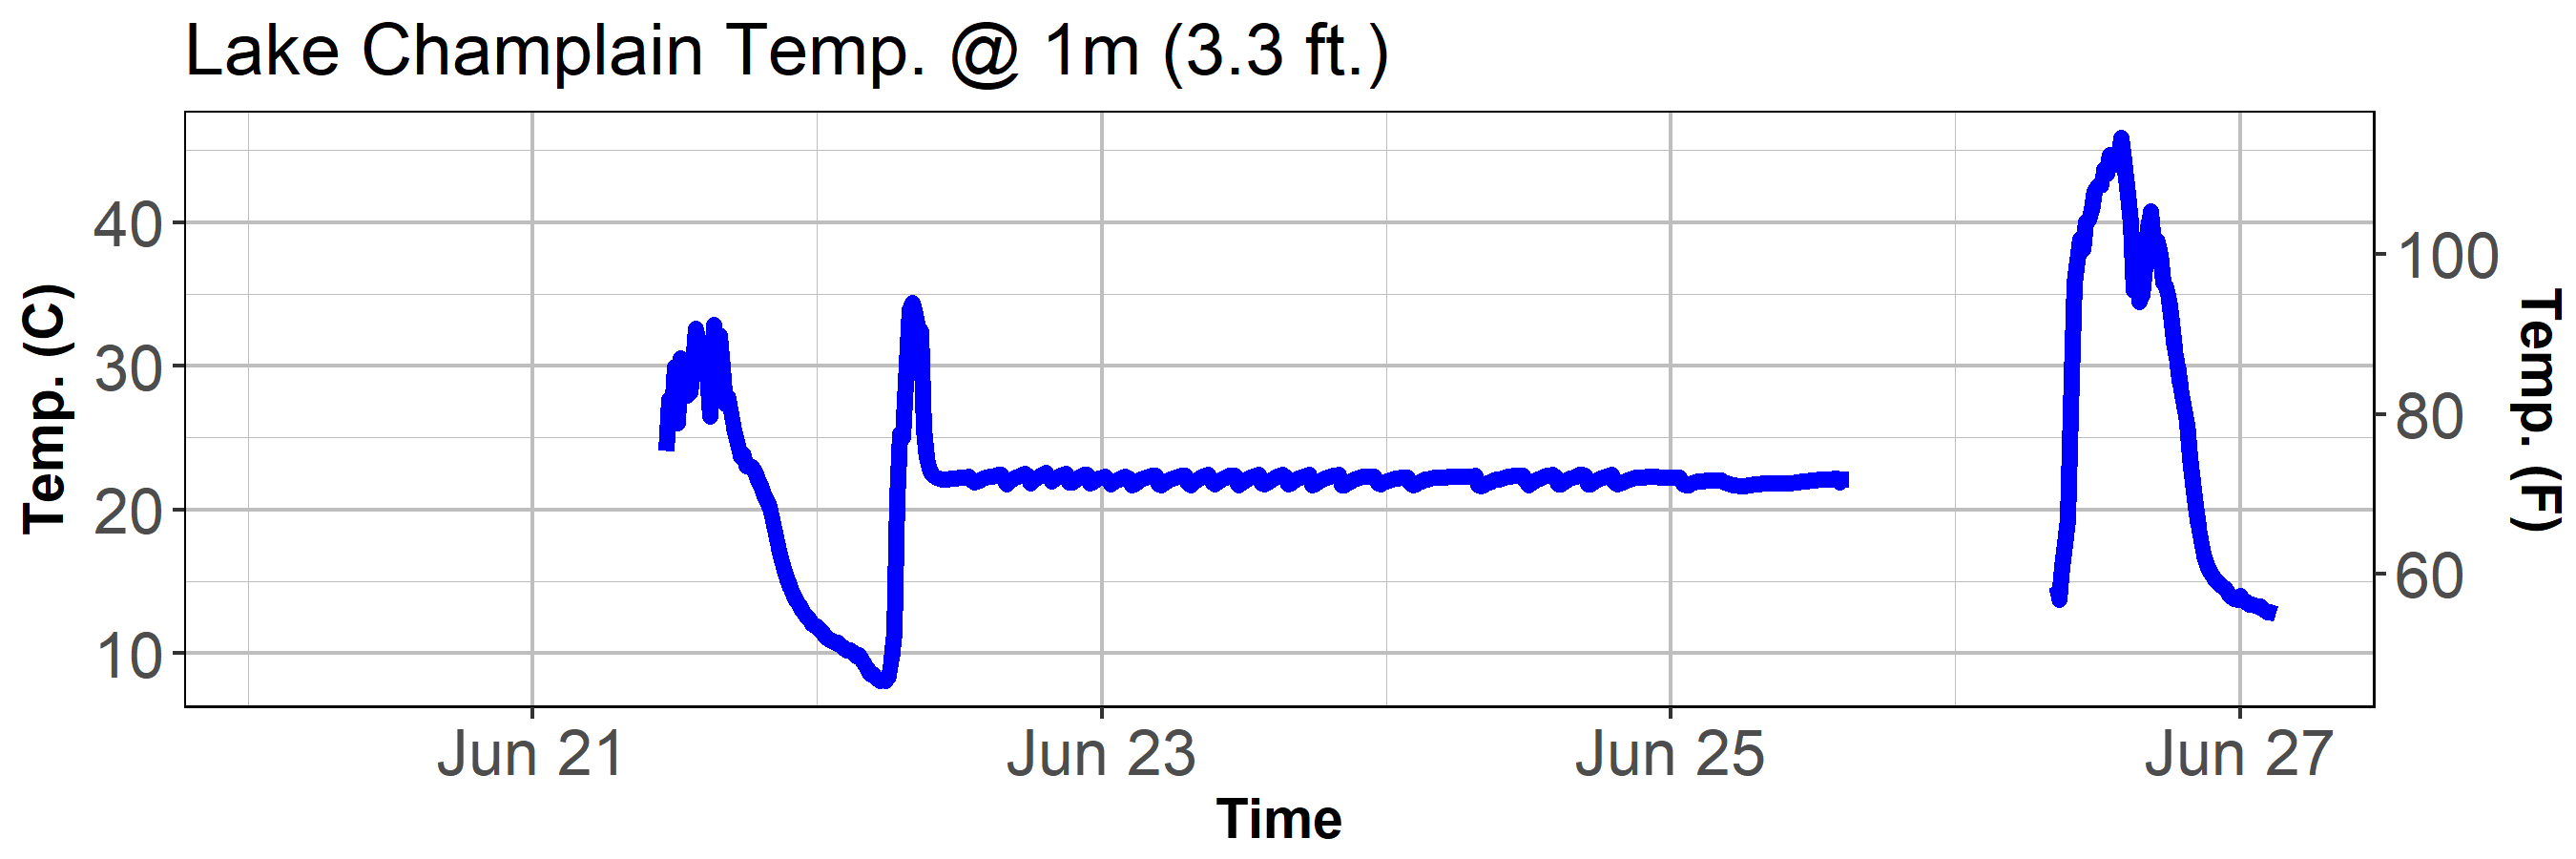 Lake Champlain Temp. @ 1m (3.3 ft.)
Temp. (C)
40
30
20
10
100
80
60
Temp. (F)
Jun 21 Jun 23 Jun 25 Jun 27
Time